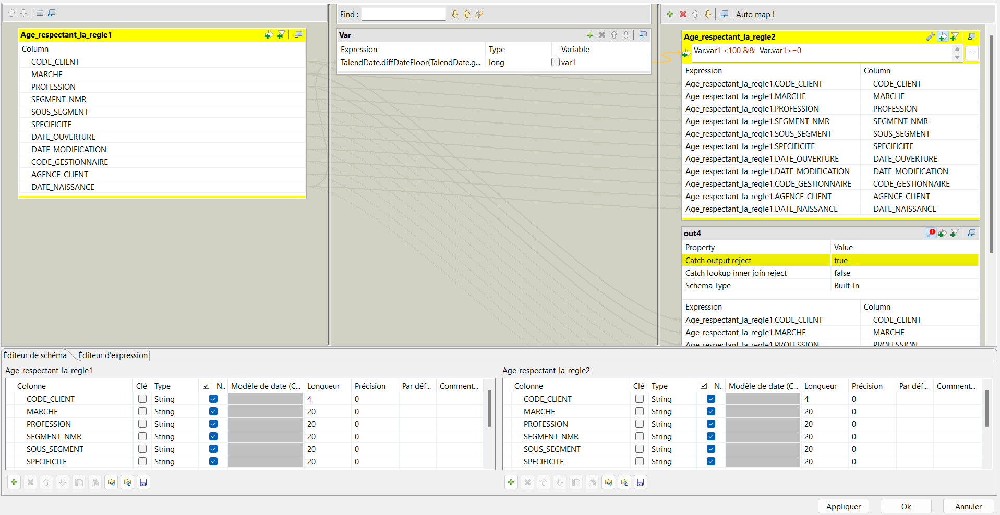 Age_respectant_la_regle1
Column
CODE_CLIENT
MARCHE
PROFESSION
SEGMENT_NMR
SOUS_SEGMENT
SPECIFICITE
DATE_OUVERTURE
DATE_MODIFICATION
CODE_GESTIONNAIRE
AGENCE_CLIENT
DATE_NAISSANCE
Find :
Var
Expression Type Variable
TalendDate.diffDateFloor(TalendDate.g... long var1
Auto map !
Age_respectant_la_regle2
Var.var1 <100 && Var.var1>=0
...
Expression Column
Age_respectant_la_regle1.CODE_CLIENT CODE_CLIENT
Age_respectant_la_regle1.MARCHE MARCHE
Age_respectant_la_regle1.PROFESSION PROFESSION
Age_respectant_la_regle1.SEGMENT_NMR SEGMENT_NMR
Age_respectant_la_regle1.SOUS_SEGMENT SOUS_SEGMENT
Age_respectant_la_regle1.SPECIFICITE SPECIFICITE
Age_respectant_la_regle1.DATE_OUVERTURE DATE_OUVERTURE
Age_respectant_la_regle1.DATE_MODIFICATION DATE_MODIFICATION
Age_respectant_la_regle1.CODE_GESTIONNAIRE CODE_GESTIONNAIRE
Age_respectant_la_regle1.AGENCE_CLIENT AGENCE_CLIENT
Age_respectant_la_regle1.DATE_NAISSANCE DATE_NAISSANCE
out4
1
Property Value
Catch output reject true
Catch lookup inner join reject false
Schema Type Built-In
Expression Column
Age_respectant_la_regle1.CODE_CLIENT CODE_CLIENT
Age_respectant_la_regle1.MARCHE MARCHE
Age_respectant_la_regle1.PROFESSION PROFESSION
Éditeur de schéma Éditeur d'expression
Age_respectant_la_regle1
Colonne Clé Type N.. Modèle de date (C... Longueur Précision Par déf... Comment...
CODE_CLIENT String 4 0
MARCHE String 20 0
PROFESSION String 20 0
SEGMENT_NMR String 20 0
SOUS_SEGMENT String 20 0
SPECIFICITE String 20 0
Age_respectant_la_regle2
Colonne Clé Type N.. Modèle de date (C... Longueur Précision Par déf... Comment...
CODE_CLIENT String 4 0
MARCHE String 20 0
PROFESSION String 20 0
SEGMENT_NMR String 20 0
SOUS_SEGMENT String 20 0
SPECIFICITE String 20 0
Appliquer Ok Annuler